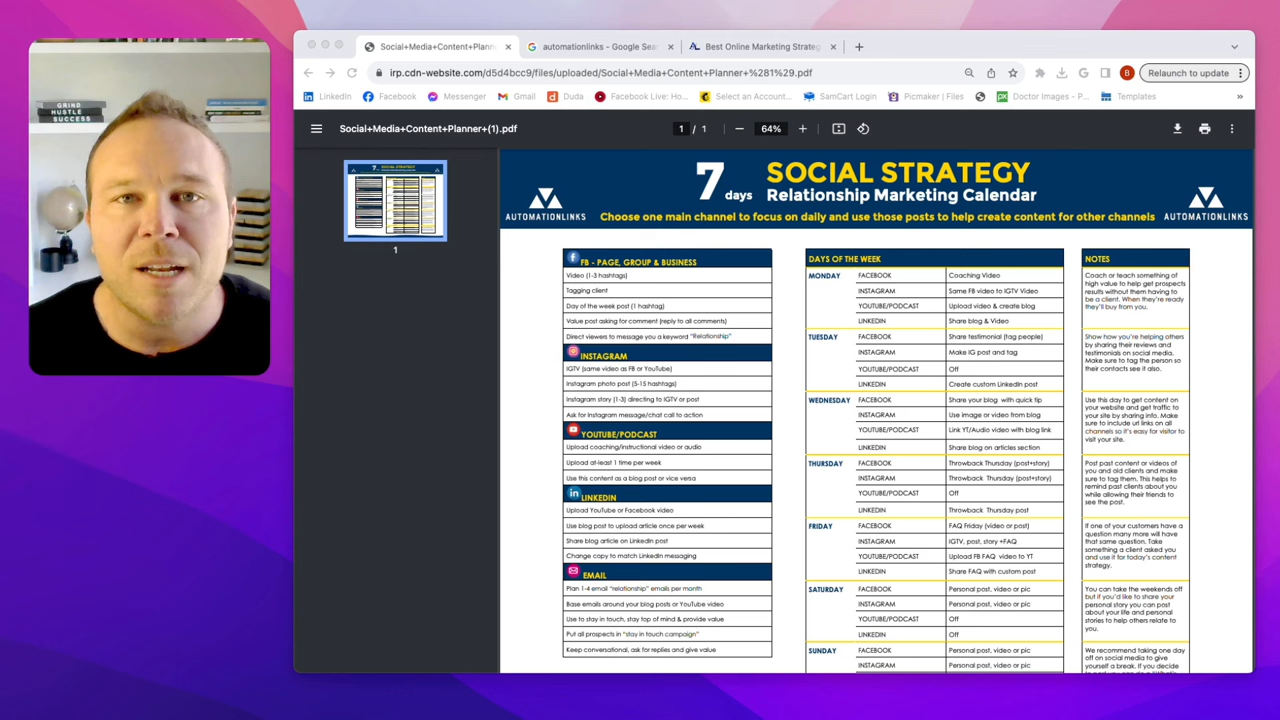 GRIND
HUSTLE
SUCCESS
Social+Media+Content+Plann
automationlinks - Google Sea
Best Online Marketing Strateg
irp.cdn-website.com/d5d4bcc9/files/uploaded/Social+Media+Content+Planner+%281%29.pdf
B
Relaunch to update
LinkedIn
Facebook
Messenger
Gmail
Duda
Facebook Live: Ho...
Select an Account...
SamCart Login
Picmaker | Files
Doctor Images - P...
Templates
»
Social+Media+Content+Planner+(1).pdf
1 / 1
64%
1
7 days
SOCIAL STRATEGY
Relationship Marketing Calendar
Choose one main channel to focus on daily and use those posts to help create content for other channels
AUTOMATIONLINKS
AUTOMATIONLINKS
FB - PAGE, GROUP & BUSINESS
Video (1-3 hashtags)
Tagging client
Day of the week post (1 hashtag)
Value post asking for comment (reply to all comments)
Direct viewers to message you a keyword "Relationship"
INSTAGRAM
IGTV (same video as FB or YouTube)
Instagram photo post (5-15 hashtags)
Instagram story (1-3) directing to IGTV or post
Ask for Instagram message/chat call to action
YOUTUBE/PODCAST
Upload coaching/instructional video or audio
Upload at-least 1 time per week
Use this content as a blog post or vice versa
LINKEDIN
Upload YouTube or Facebook video
Use blog post to upload article once per week
Share blog article on LinkedIn post
Change copy to match LinkedIn messaging
EMAIL
Plan 1-4 email "relationship" emails per month
Base emails around your blog posts or YouTube video
Use to stay in touch, stay top of mind & provide value
Put all prospects in "stay in touch campaign"
Keep conversational, ask for replies and give value
DAYS OF THE WEEK
MONDAY FACEBOOK Coaching Video
INSTAGRAM Same FB video to IGTV Video
YOUTUBE/PODCAST Upload video & create blog
LINKEDIN Share blog & Video
TUESDAY FACEBOOK Share testimonial (tag people)
INSTAGRAM Make IG post and tag
YOUTUBE/PODCAST Off
LINKEDIN Create custom LinkedIn post
WEDNESDAY FACEBOOK Share your blog with quick tip
INSTAGRAM Use image or video from blog
YOUTUBE/PODCAST Link YT/Audio video with blog link
LINKEDIN Share blog on articles section
THURSDAY FACEBOOK Throwback Thursday (post+story)
INSTAGRAM Throwback Thursday (post+story)
YOUTUBE/PODCAST Off
LINKEDIN Throwback Thursday post
FRIDAY FACEBOOK FAQ Friday (video or post)
INSTAGRAM IGTV, post, story +FAQ
YOUTUBE/PODCAST Upload FB FAQ video to YT
LINKEDIN Share FAQ with custom post
SATURDAY FACEBOOK Personal post, video or pic
INSTAGRAM Personal post, video or pic
YOUTUBE/PODCAST Off
LINKEDIN Off
SUNDAY FACEBOOK Personal post, video or pic
INSTAGRAM Personal post, video or pic
NOTES
Coach or teach something of
high value to help get prospects
results without them having to
be a client. When they're ready
they'll buy from you.
Show how you're helping others
by sharing their reviews and
testimonials on social media.
Make sure to tag the person so
their contacts see it also.
Use this day to get content on
your website and get traffic to
your site by sharing info. Make
sure to include url links on all
channels so it's easy for visitor to
visit your site.
Post past content or videos of
you and old clients and make
sure to tag them. This helps to
remind past clients about you
while allowing their friends to
see the post.
If one of your customers have a
question many more will have
that same question. Take
something a client asked you
and use it for today's content
strategy.
You can take the weekends off
but if you'd like to share your
personal story you can post
about your life and personal
stories to help others relate to
you.
We recommend taking one day
off on social media to give
yourself a break. If you decide